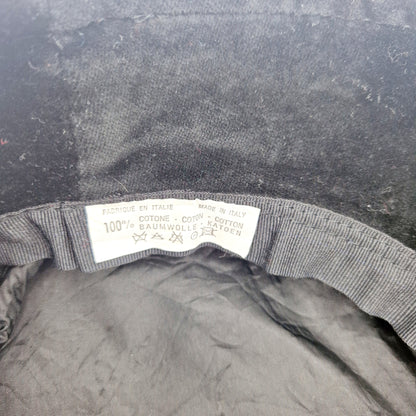 FABRIQUE EN ITALIE MADE IN ITALY
100% COTONE - COTON - COTTON
BAUMWOLLE - KATOEN